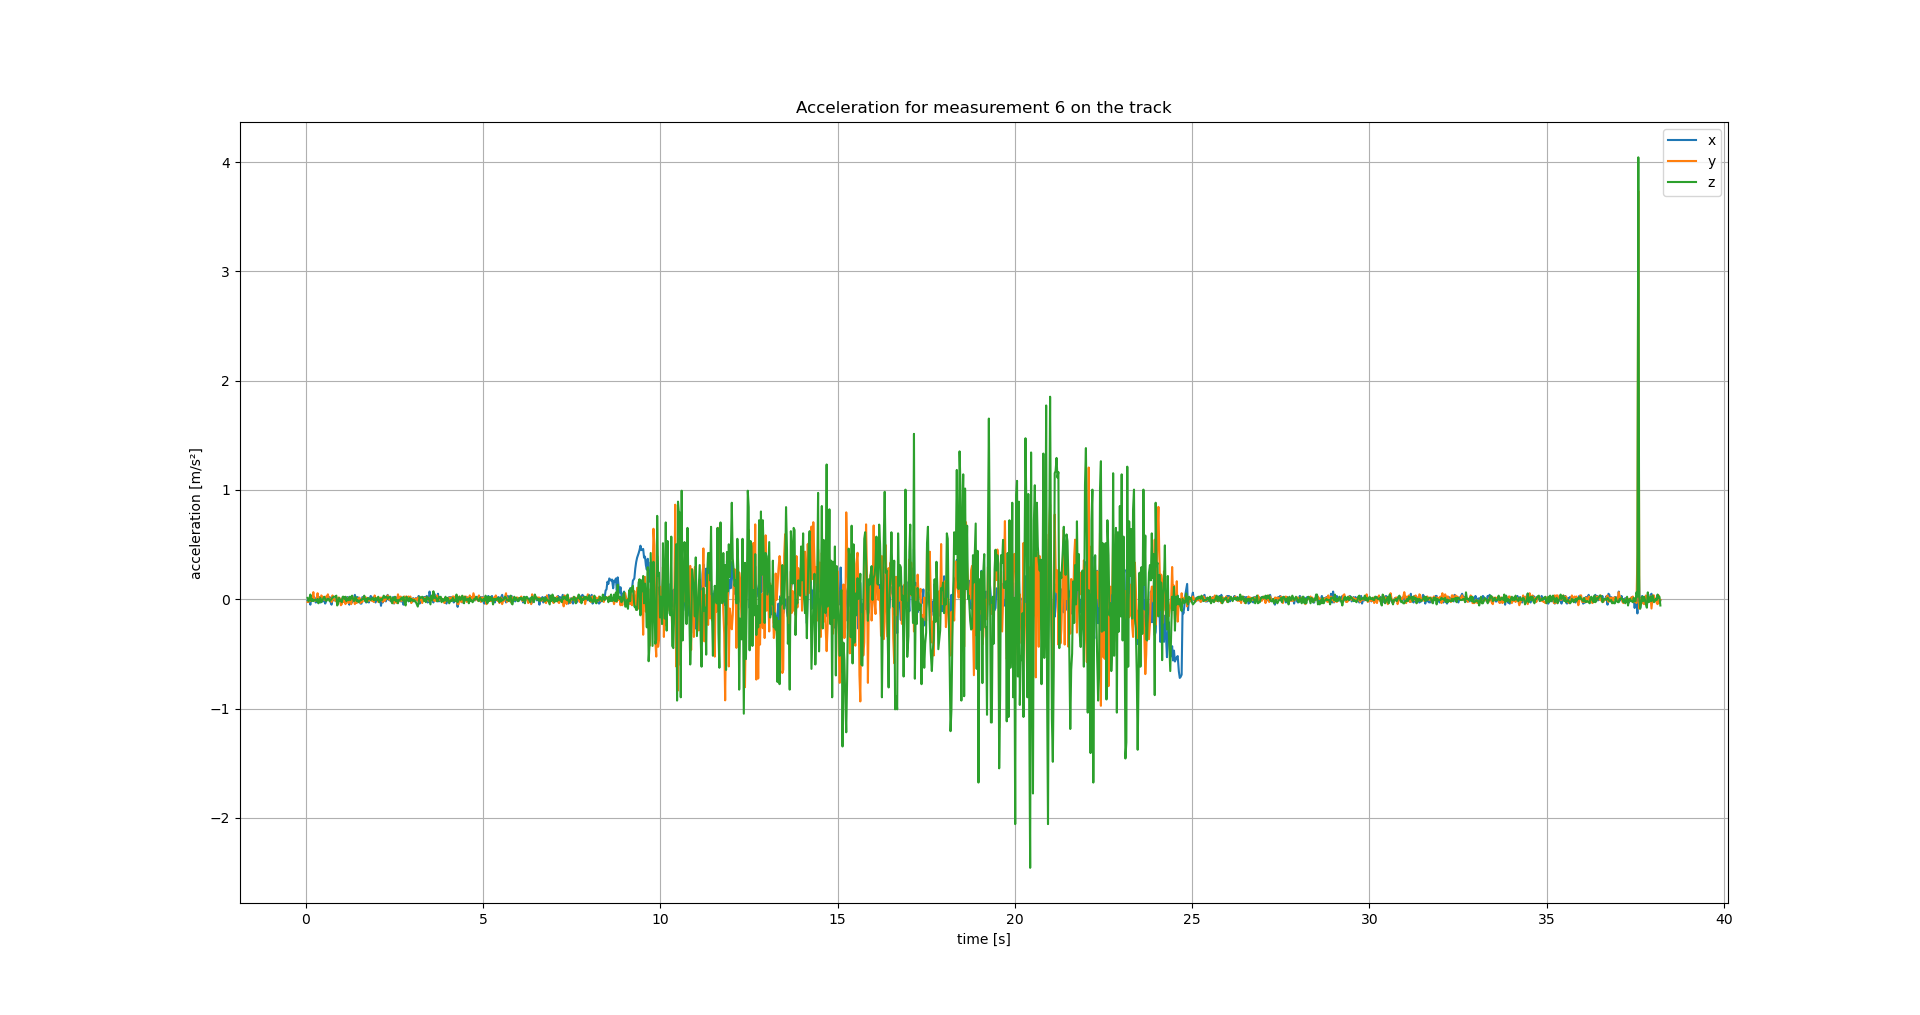 Acceleration for measurement 6 on the track
x
y
z
4
3
2
1
0
−1
−2
acceleration [m/s²]
0 5 10 15 20 25 30 35 40
time [s]